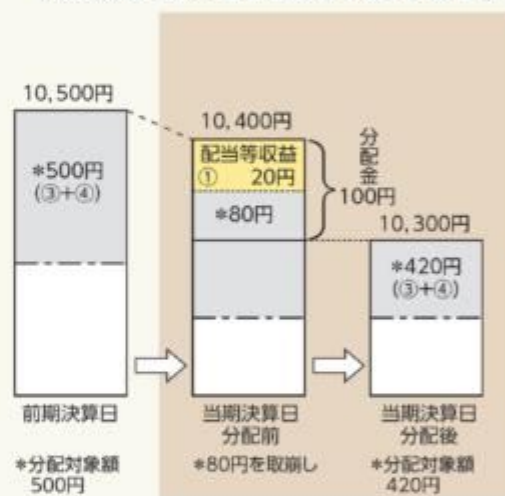 10,500円
*500円
(③+④)
前期決算日
*分配対象額
500円
10,400円
配当等収益
① 20円
*80円
分配金
100円
当期決算日
分配前
*80円を取崩し
10,300円
*420円
(③+④)
当期決算日
分配後
*分配対象額
420円